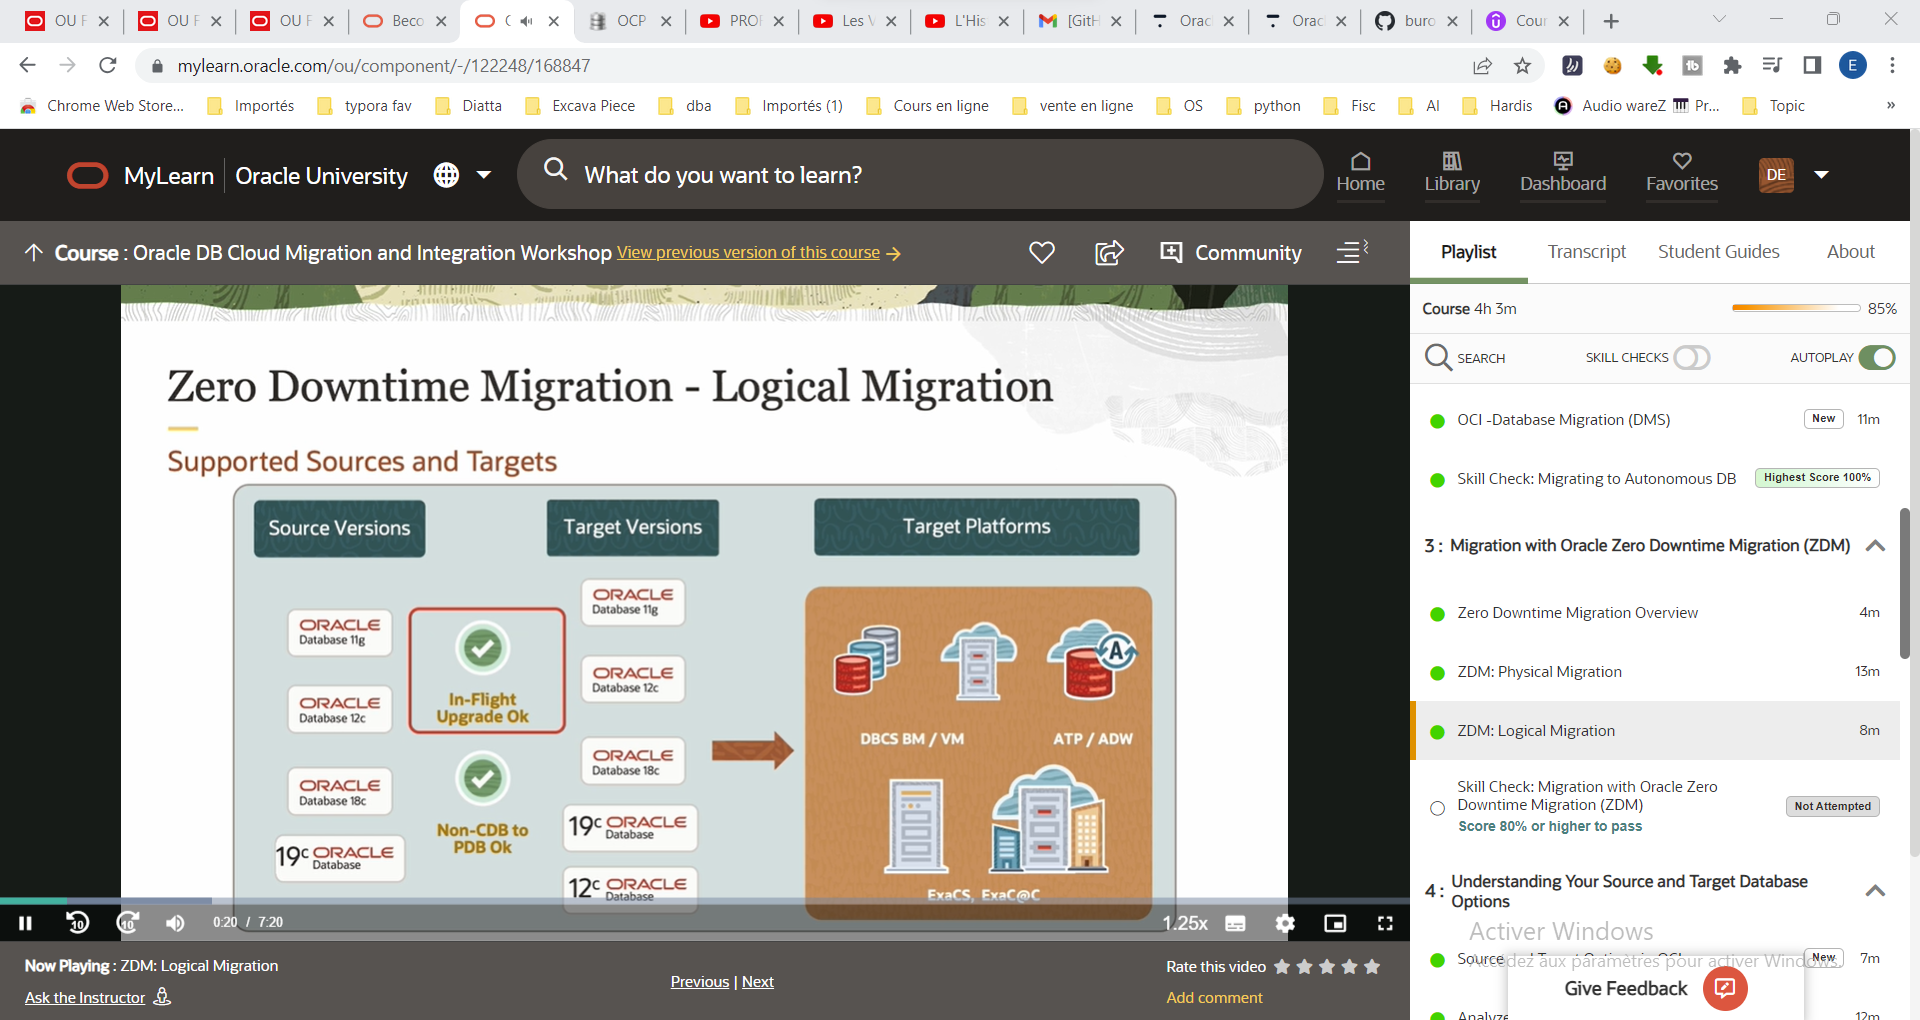 OU F
OU F
OU F
Beco
C
OCP
PROF
Les V
L'His
[GitH
Orac
Orac
buro
Cour
mylearn.oracle.com/ou/component/-/122248/168847
E
Chrome Web Store...
Importés
typora fav
Diatta
Excava Piece
dba
Importés (1)
Cours en ligne
vente en ligne
OS
python
Fisc
AI
Hardis
Audio wareZ
Pr...
Topic
»
MyLearn
Oracle University
What do you want to learn?
Home
Library
Dashboard
Favorites
DE
Course : Oracle DB Cloud Migration and Integration Workshop View previous version of this course
Community
Playlist
Transcript
Student Guides
About
Zero Downtime Migration - Logical Migration
Supported Sources and Targets
Source Versions
Target Versions
Target Platforms
ORACLE
Database 11g
ORACLE
Database 12c
ORACLE
Database 18c
19c ORACLE
Database
In-Flight
Upgrade Ok
Non-CDB to
PDB Ok
ORACLE
Database 11g
ORACLE
Database 12c
ORACLE
Database 18c
19c ORACLE
Database
12c ORACLE
Database
A
DBCS BM / VM
ATP / ADW
ExaCS, ExaC@C
10
10
0:20 / 7:20
1.25x
Now Playing : ZDM: Logical Migration
Ask the Instructor
Previous | Next
Rate this video
Add comment
Course 4h 3m
85%
SEARCH
SKILL CHECKS
AUTOPLAY
OCI -Database Migration (DMS)
New
11m
Skill Check: Migrating to Autonomous DB
Highest Score 100%
3 : Migration with Oracle Zero Downtime Migration (ZDM)
Zero Downtime Migration Overview
4m
ZDM: Physical Migration
13m
ZDM: Logical Migration
8m
Skill Check: Migration with Oracle Zero
Downtime Migration (ZDM)
Score 80% or higher to pass
Not Attempted
4 : Understanding Your Source and Target Database
Options
Activer Windows
Accédez aux paramètres pour activer Windows.
New
7m
Give Feedback
Analyze
12m